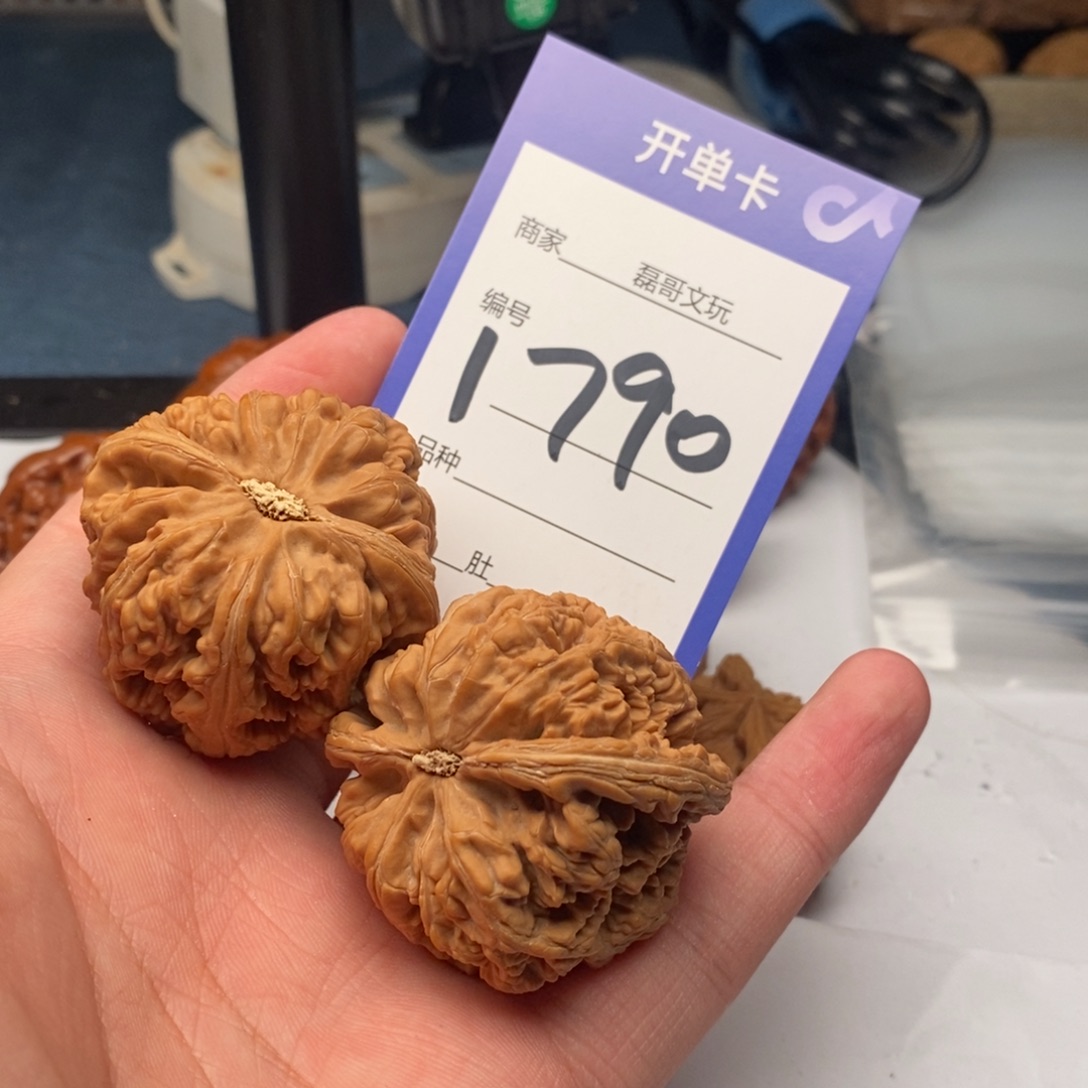 开单卡
商家 磊哥文玩
编号
1790
品种
肚